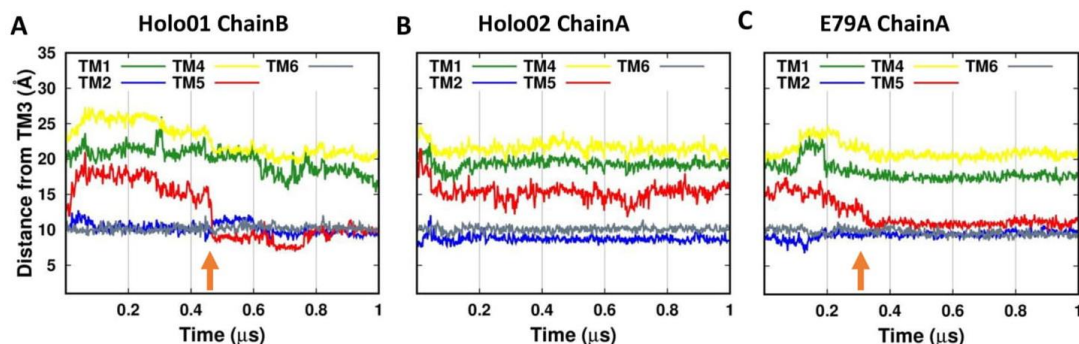 A Holo01 ChainB
B Holo02 ChainA
C E79A ChainA
Distance from TM3 (Å)
35
30
25
20
15
10
5
TM1 TM4 TM6
TM2 TM5
0.2 0.4 0.6 0.8 1
Time (μs)
TM1 TM4 TM6
TM2 TM5
0.2 0.4 0.6 0.8 1
Time (μs)
TM1 TM4 TM6
TM2 TM5
0.2 0.4 0.6 0.8 1
Time (μs)